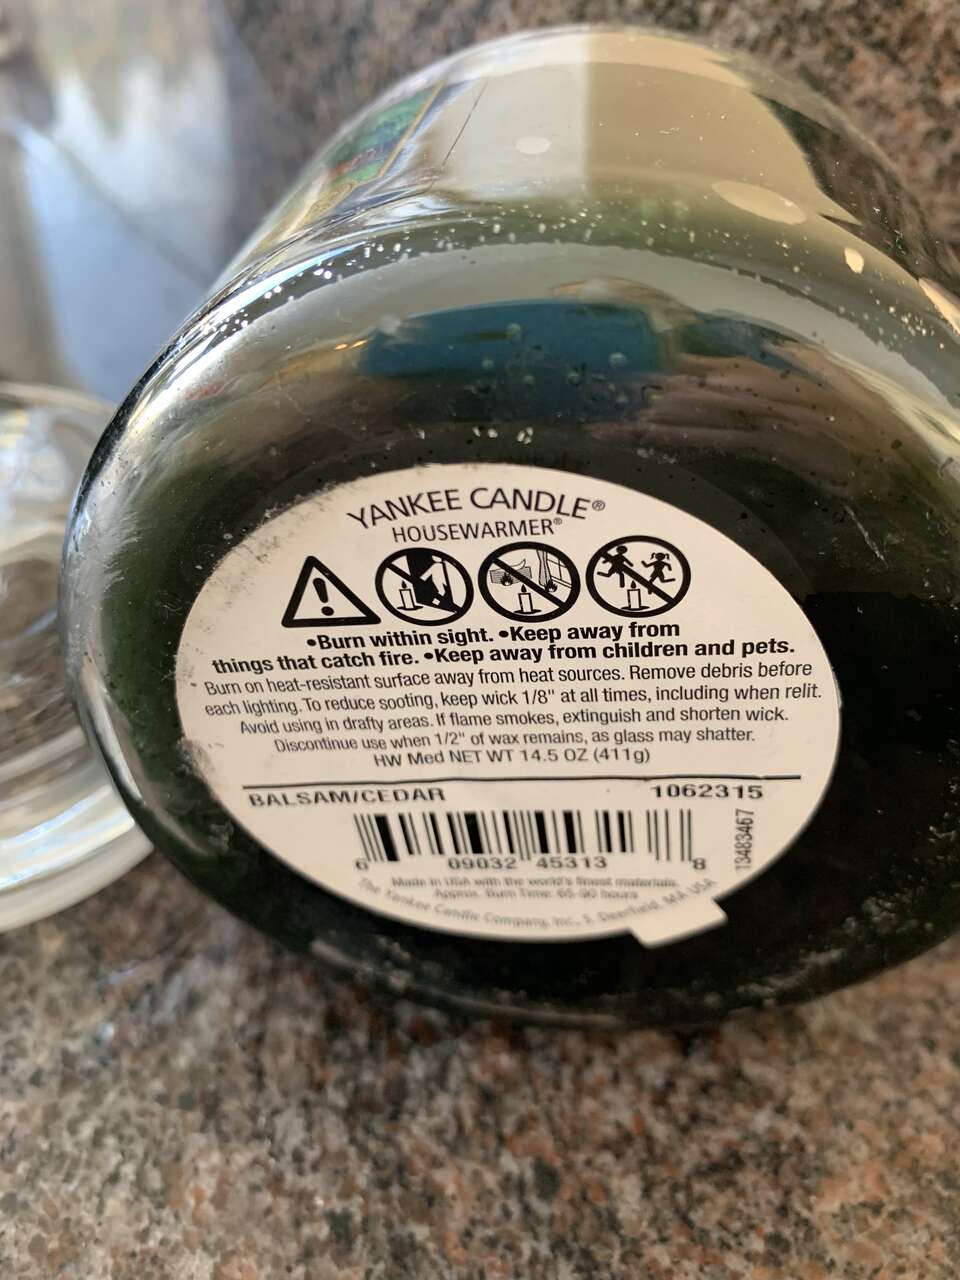 YANKEE CANDLE®
HOUSEWARMER®
•Burn within sight. •Keep away from
things that catch fire. •Keep away from children and pets.
Burn on heat-resistant surface away from heat sources. Remove debris before
each lighting. To reduce sooting, keep wick 1/8" at all times, including when relit.
Avoid using in drafty areas. If flame smokes, extinguish and shorten wick.
Discontinue use when 1/2" of wax remains, as glass may shatter.
HW Med NET WT 14.5 OZ (411g)
BALSAM/CEDAR 1062315
13483467
6 09032 45313 8
Made in USA with the world's finest materials.
Approx. Burn Time: 65-90 hours
The Yankee Candle Company, Inc., S. Deerfield, MA USA